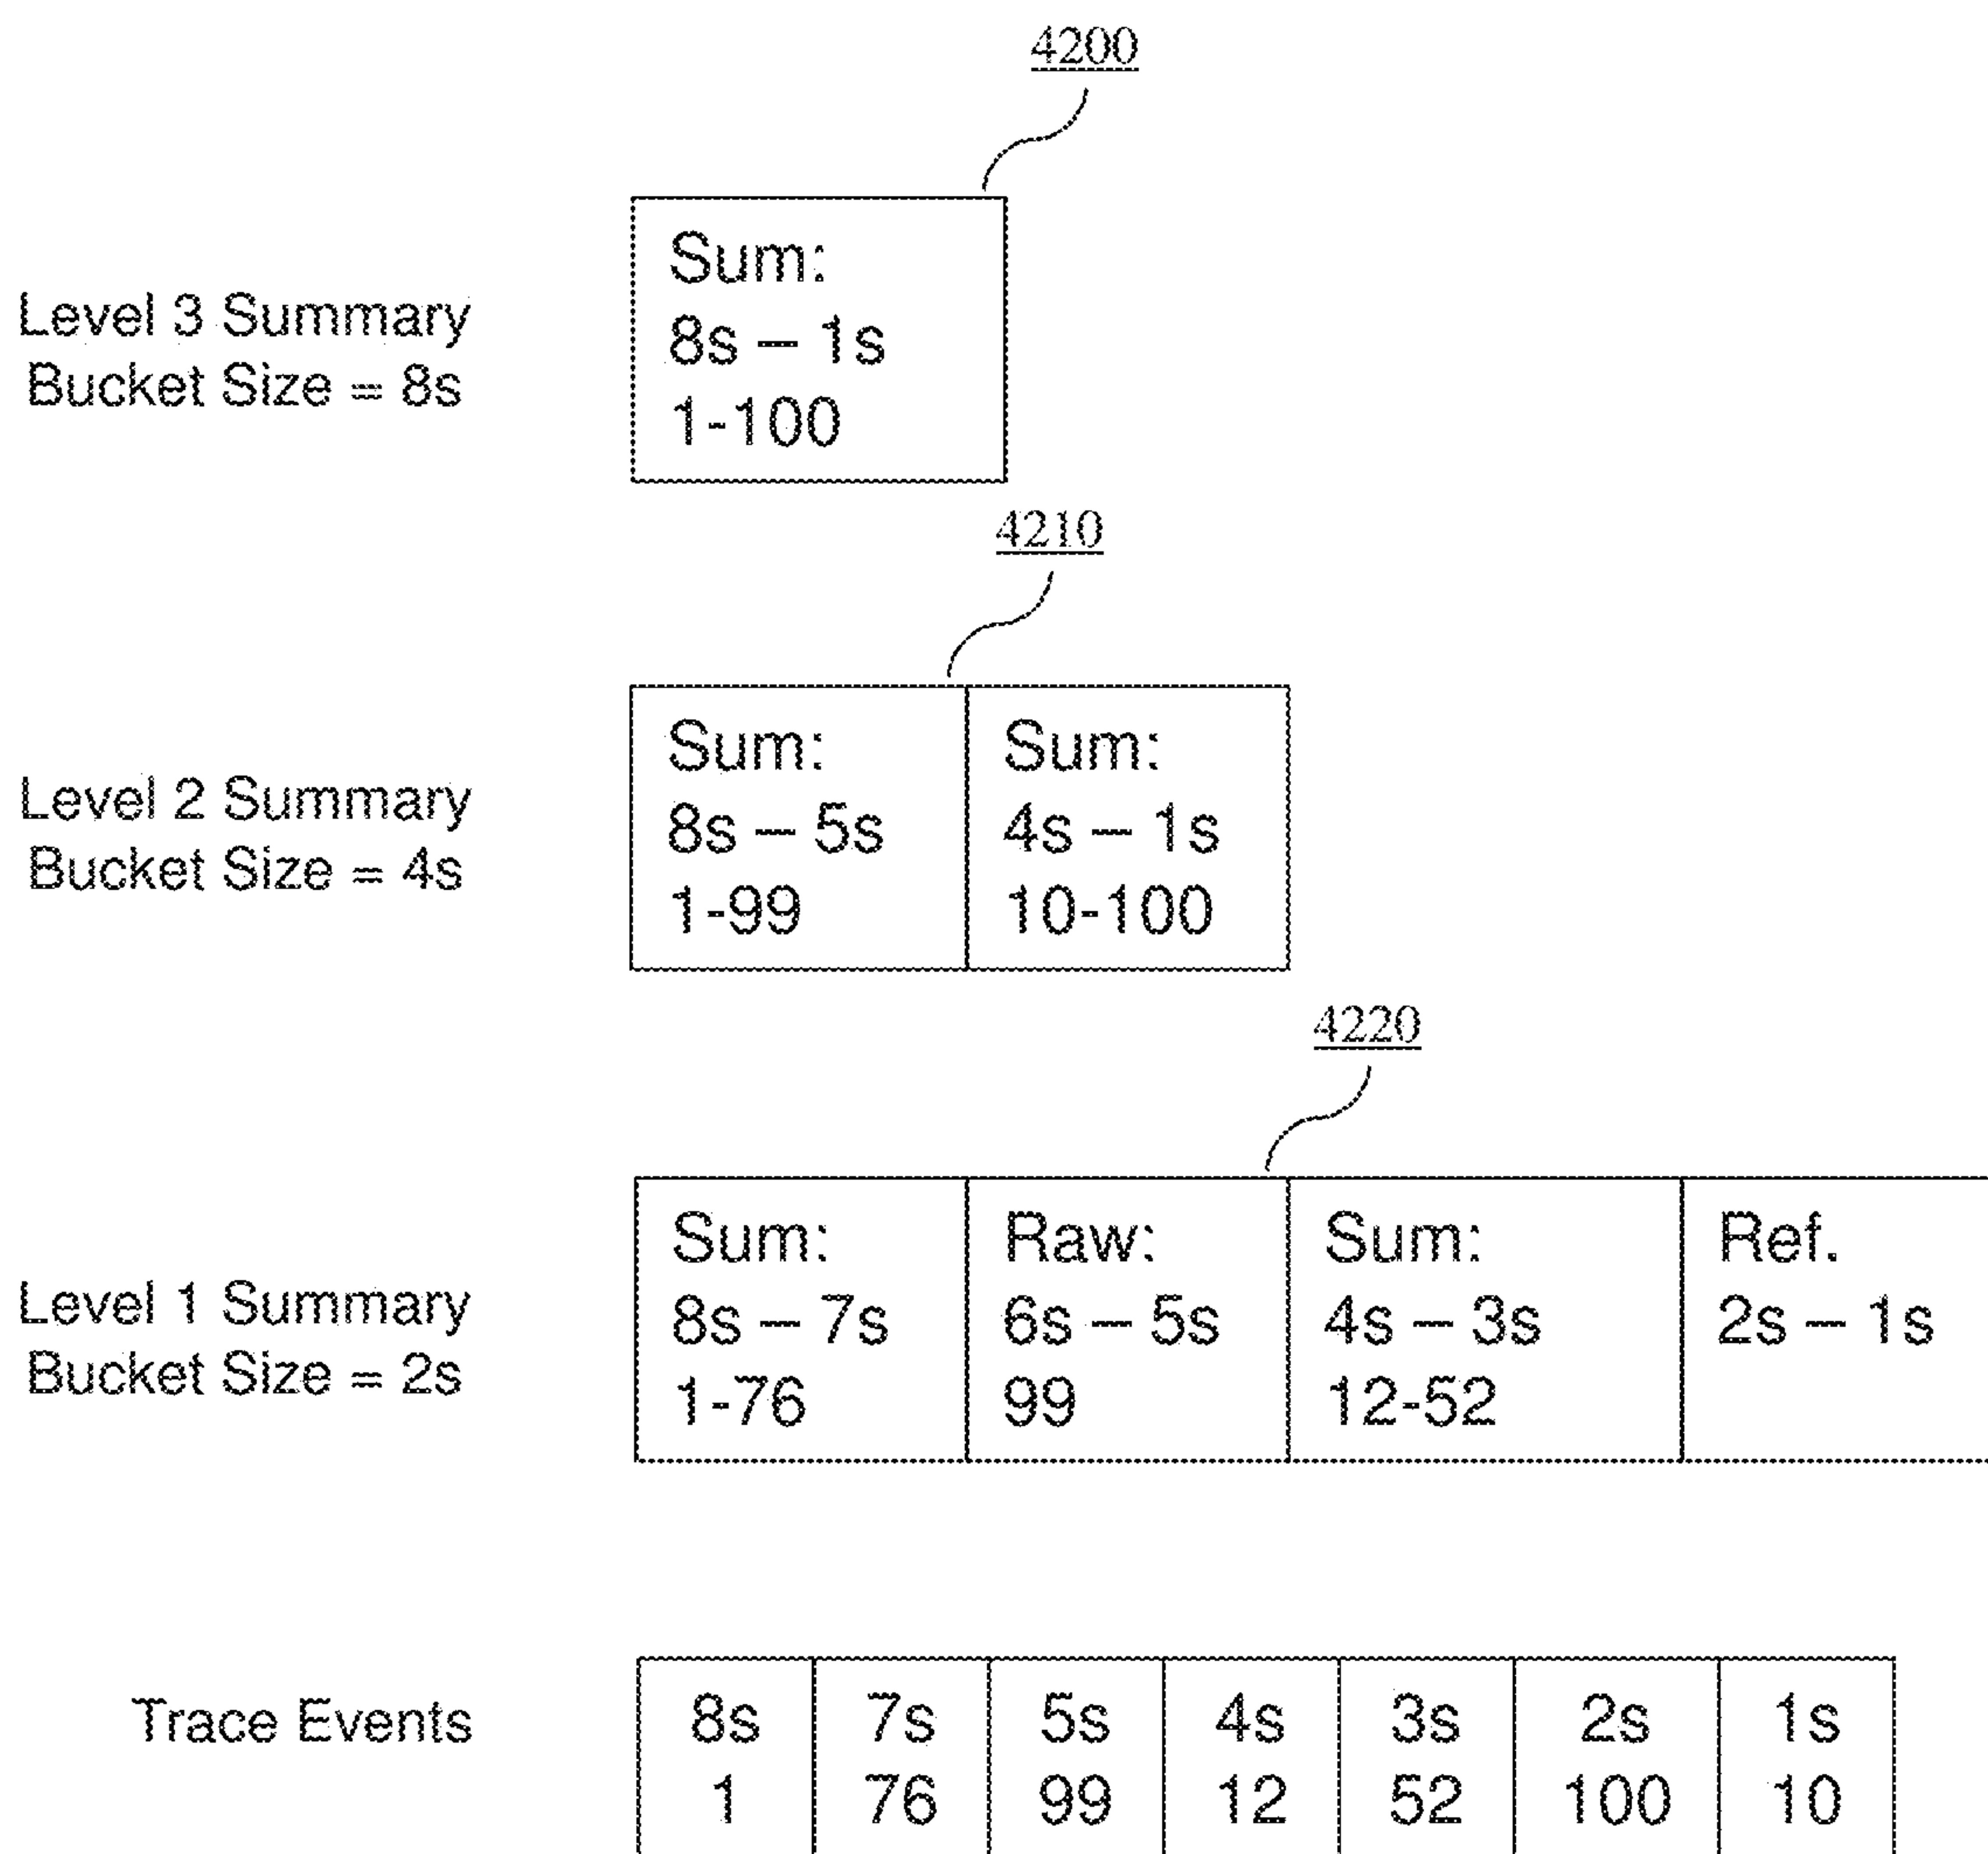 4200
Level 3 Summary
Bucket Size = 8s
Sum:
8s – 1s
1-100
4210
Level 2 Summary
Bucket Size = 4s
Sum:
8s – 5s
1-99
Sum:
4s – 1s
10-100
4220
Level 1 Summary
Bucket Size = 2s
Sum:
8s – 7s
1-76
Raw:
6s – 5s
99
Sum:
4s – 3s
12-52
Ref.
2s – 1s
Trace Events
8s
1
7s
76
5s
99
4s
12
3s
52
2s
100
1s
10